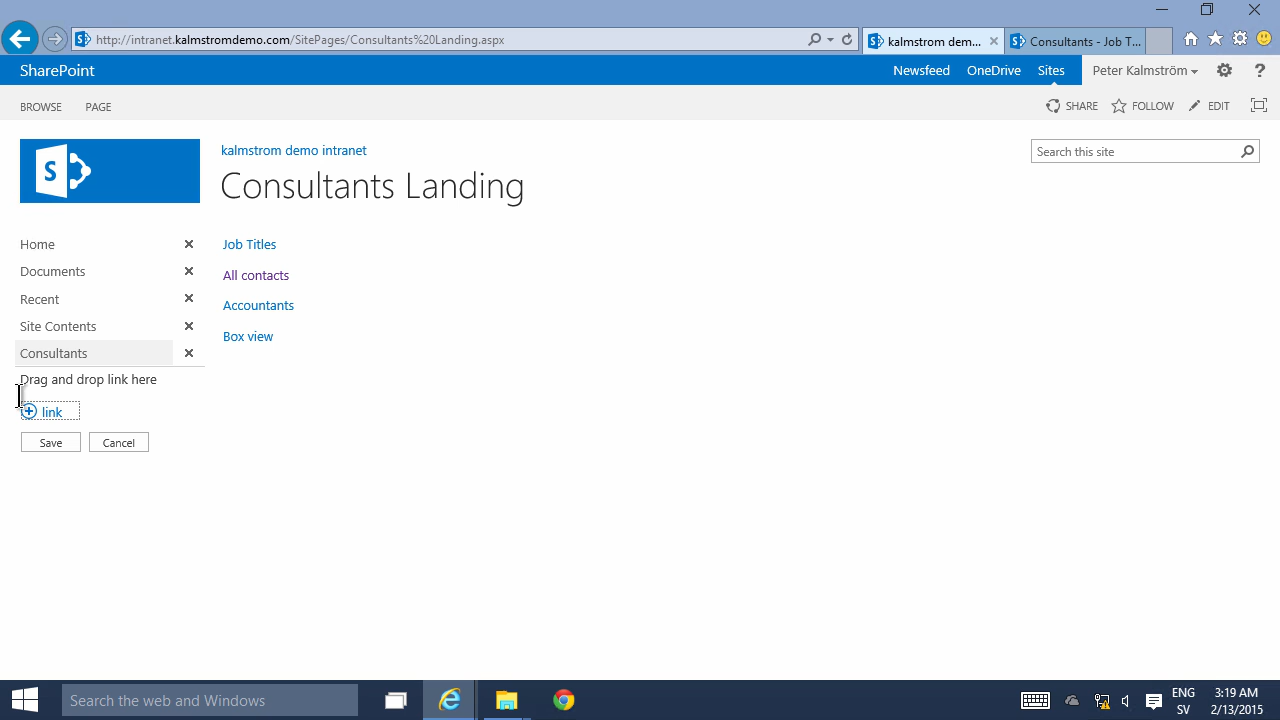 http://intranet.kalmstromdemo.com/SitePages/Consultants%20Landing.aspx
kalmstrom dem...
Consultants - Job T...
SharePoint
Newsfeed
OneDrive
Sites
Peter Kalmström
?
BROWSE
PAGE
SHARE
FOLLOW
EDIT
S
kalmstrom demo intranet
Consultants Landing
Search this site
Home
Documents
Recent
Site Contents
Consultants
Drag and drop link here
link
Save
Cancel
Job Titles
All contacts
Accountants
Box view
Search the web and Windows
ENG
SV
3:19 AM
2/13/2015